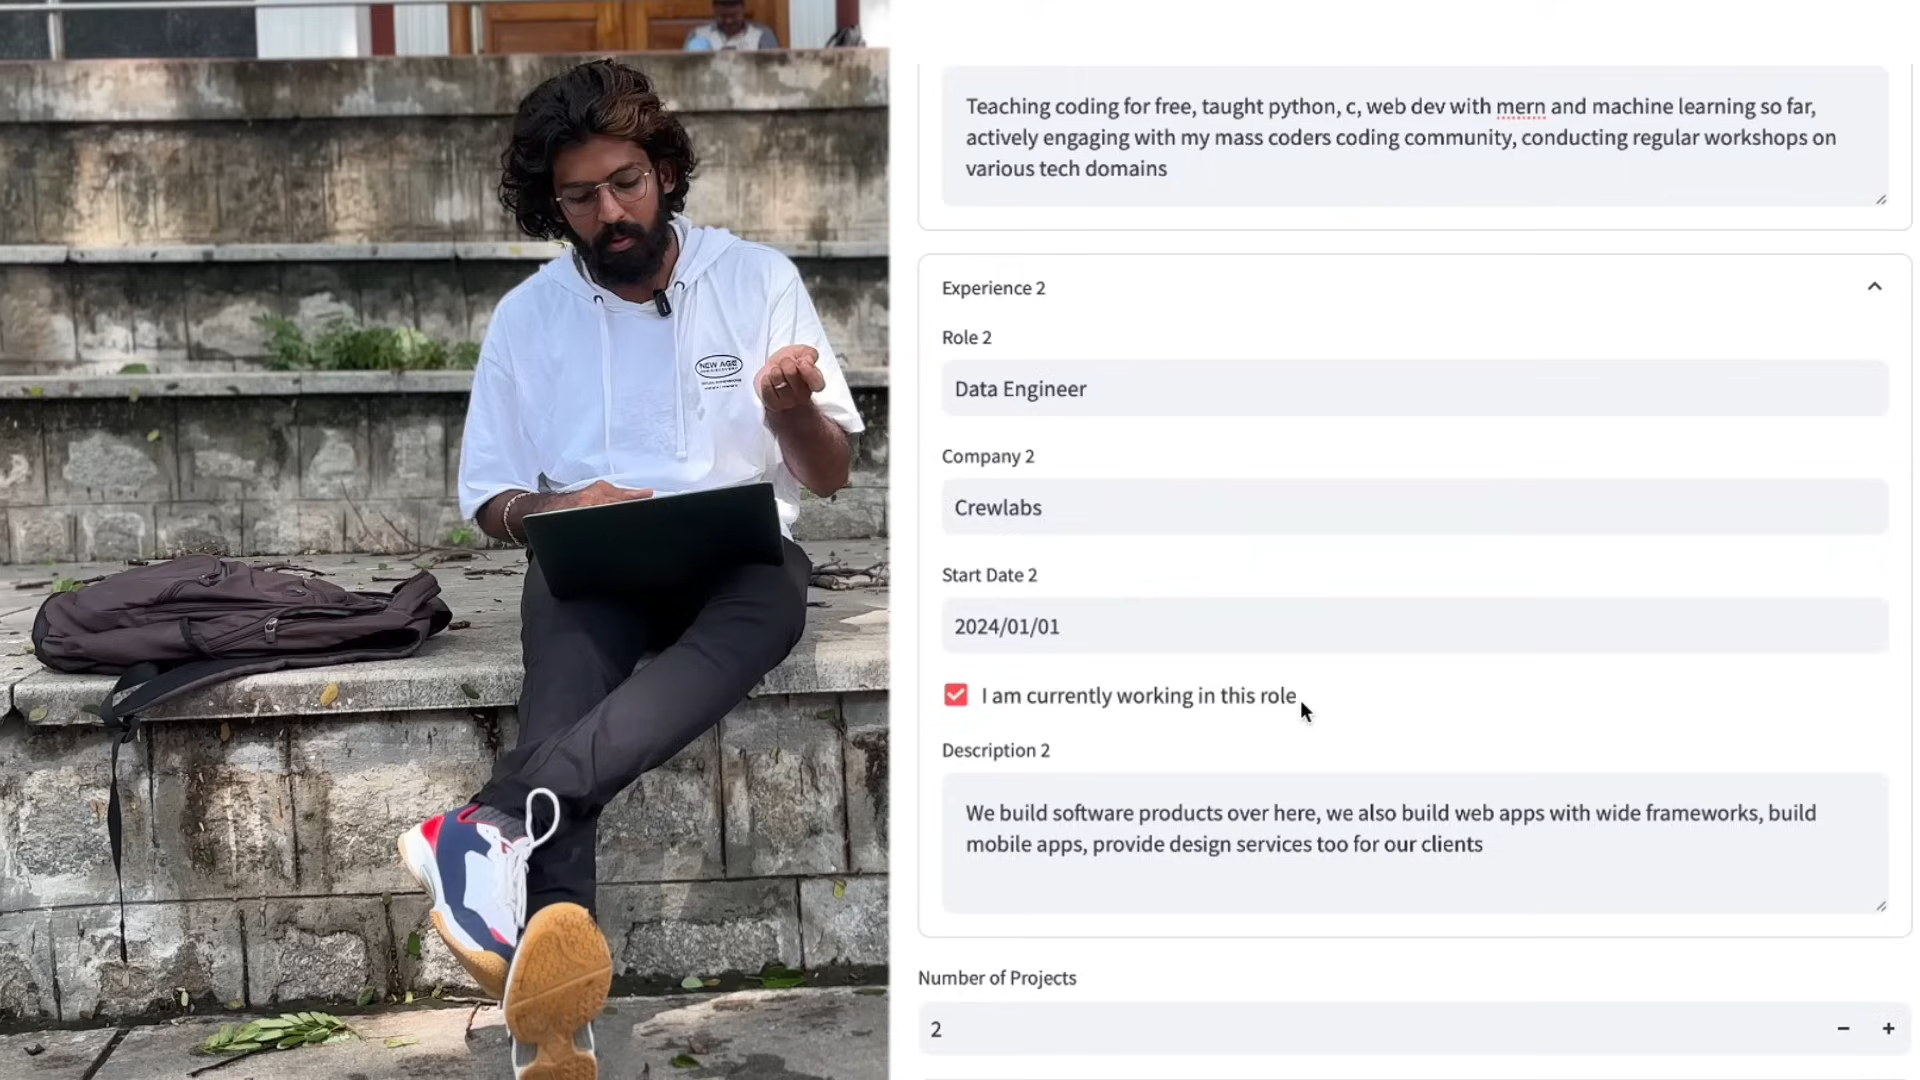 Teaching coding for free, taught python, c, web dev with mern and machine learning so far,
actively engaging with my mass coders coding community, conducting regular workshops on
various tech domains
Experience 2
Role 2
Data Engineer
Company 2
Crewlabs
Start Date 2
2024/01/01
I am currently working in this role
Description 2
We build software products over here, we also build web apps with wide frameworks, build
mobile apps, provide design services too for our clients
Number of Projects
2
NEW AGE